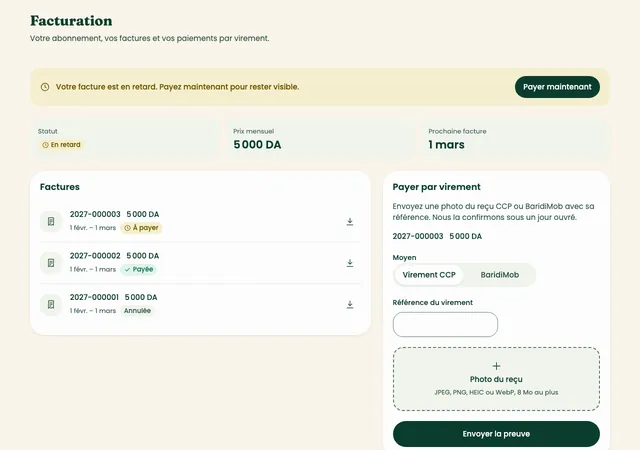 Facturation
Votre abonnement, vos factures et vos paiements par virement.
Votre facture est en retard. Payez maintenant pour rester visible.
Payer maintenant
Statut
En retard
Prix mensuel
5 000 DA
Prochaine facture
1 mars
Factures
2027-000003 5 000 DA
1 févr. – 1 mars À payer
2027-000002 5 000 DA
1 févr. – 1 mars Payée
2027-000001 5 000 DA
1 févr. – 1 mars Annulée
Payer par virement
Envoyez une photo du reçu CCP ou BaridiMob avec sa
référence. Nous la confirmons sous un jour ouvré.
2027-000003 5 000 DA
Moyen
Virement CCP
BaridiMob
Référence du virement
Photo du reçu
JPEG, PNG, HEIC ou WebP, 8 Mo au plus
Envoyer la preuve